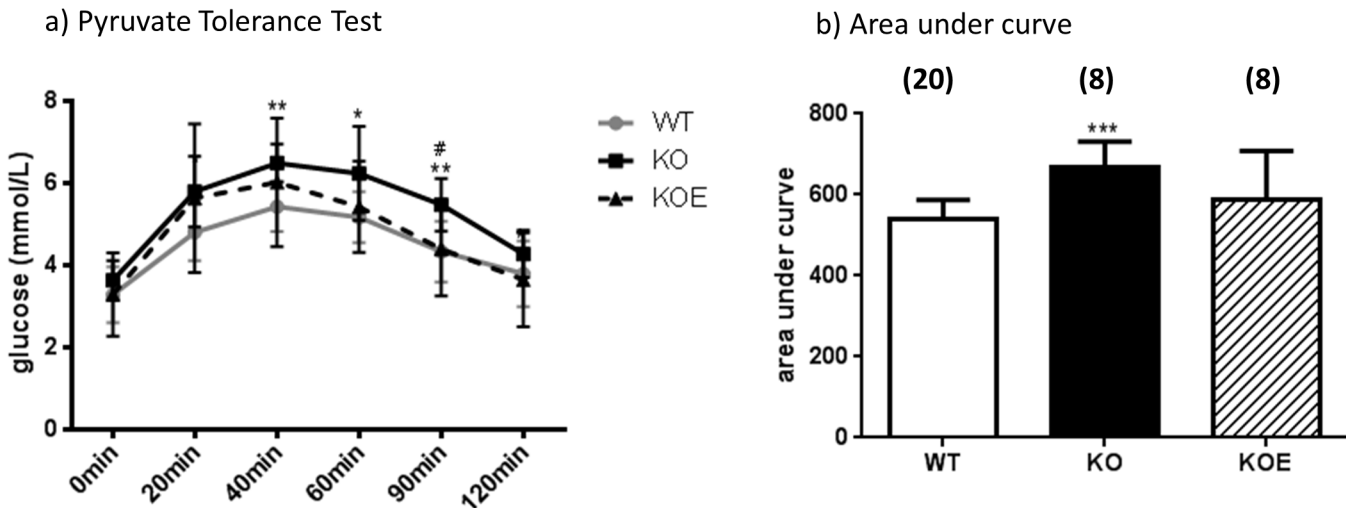 a) Pyruvate Tolerance Test
b) Area under curve
8
6
4
2
0
glucose (mmol/L)
**
*
#
**
0min
20min
40min
60min
90min
120min
WT
KO
KOE
(20)
(8)
(8)
800
600
400
200
0
area under curve
***
WT
KO
KOE